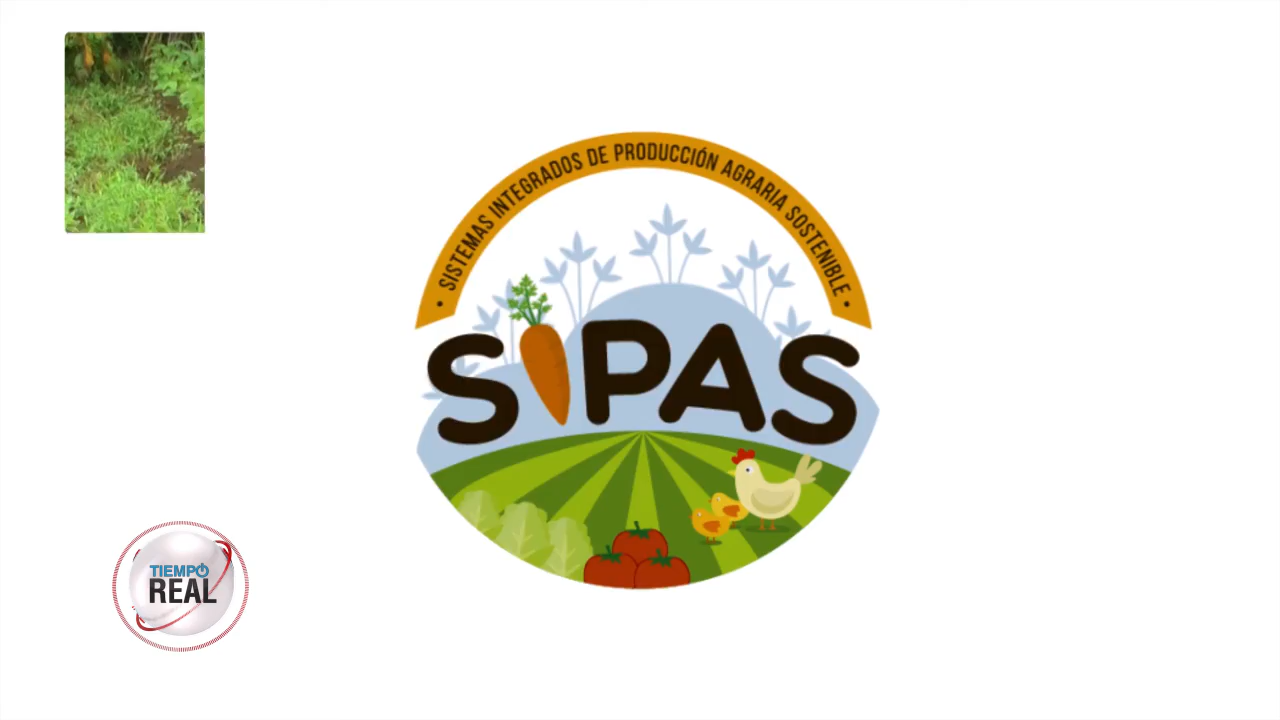 • SISTEMAS INTEGRADOS DE PRODUCCIÓN AGRARIA SOSTENIBLE •
SIPAS
TIEMPO
REAL